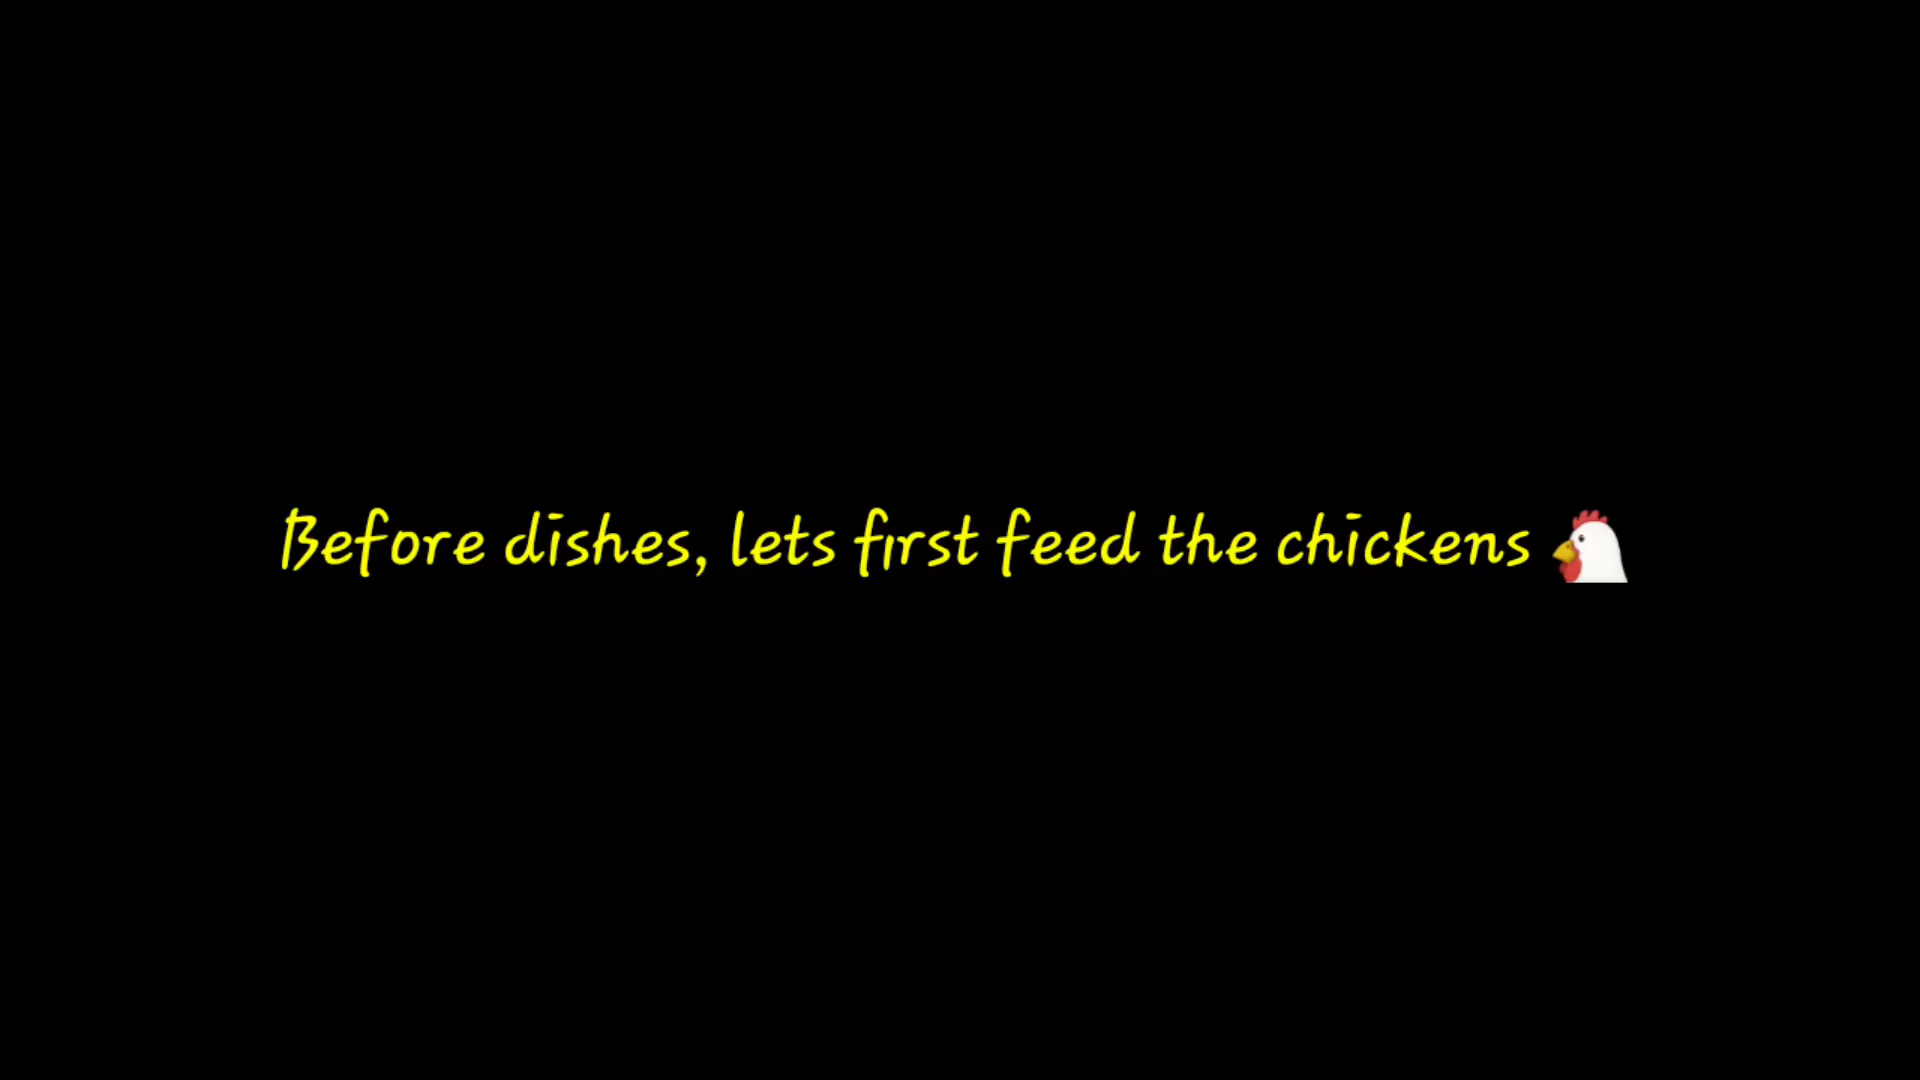 Before dishes, lets first feed the chickens 🐔